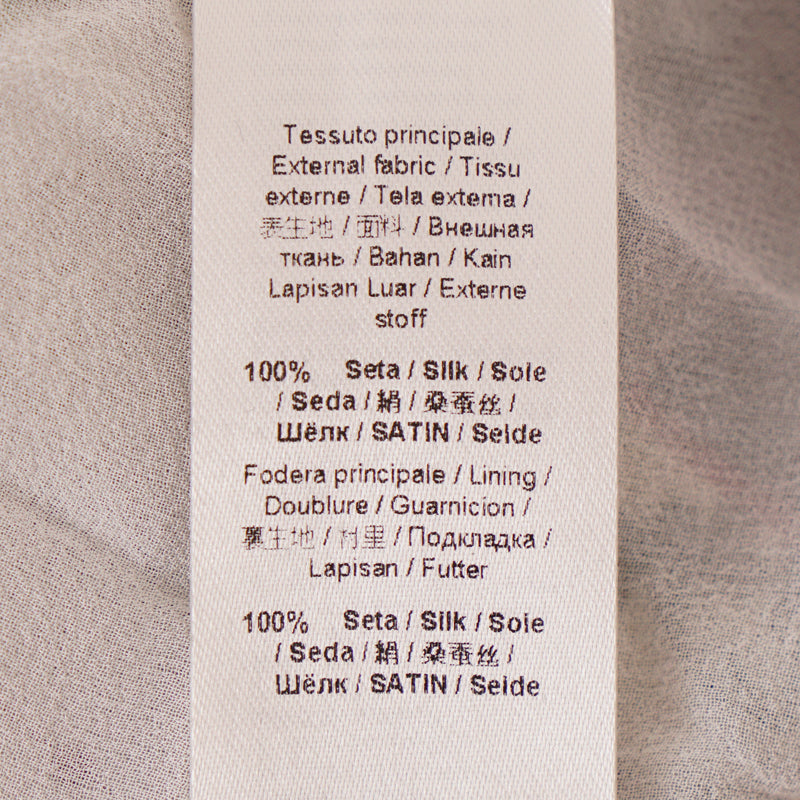 Tessuto principale /
External fabric / Tissu
externe / Tela externa /
表生地 / 面料 / Внешная
ткань / Bahan / Kain
Lapisan Luar / Externe
stoff
100% Seta / Silk / Soie
/ Seda / 絹 / 桑蚕丝 /
Шёлк / SATIN / Seide
Fodera principale / Lining /
Doublure / Guarnicion /
裏生地 / 衬里 / Подкладка /
Lapisan / Futter
100% Seta / Silk / Soie
/ Seda / 絹 / 桑蚕丝 /
Шёлк / SATIN / Seide